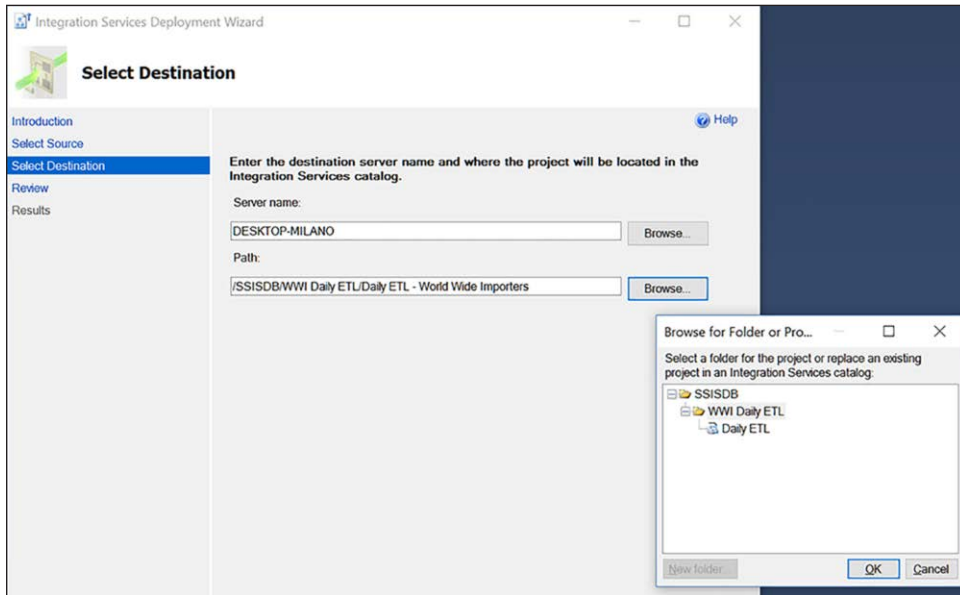 Integration Services Deployment Wizard
Select Destination
Introduction
Select Source
Select Destination
Review
Results
Help
Enter the destination server name and where the project will be located in the
Integration Services catalog.
Server name:
DESKTOP-MILANO
Browse...
Path:
/SSISDB/WWI Daily ETL/Daily ETL - World Wide Importers
Browse...
Browse for Folder or Pro...
Select a folder for the project or replace an existing
project in an Integration Services catalog:
SSISDB
WWI Daily ETL
Daily ETL
New folder...
OK
Cancel